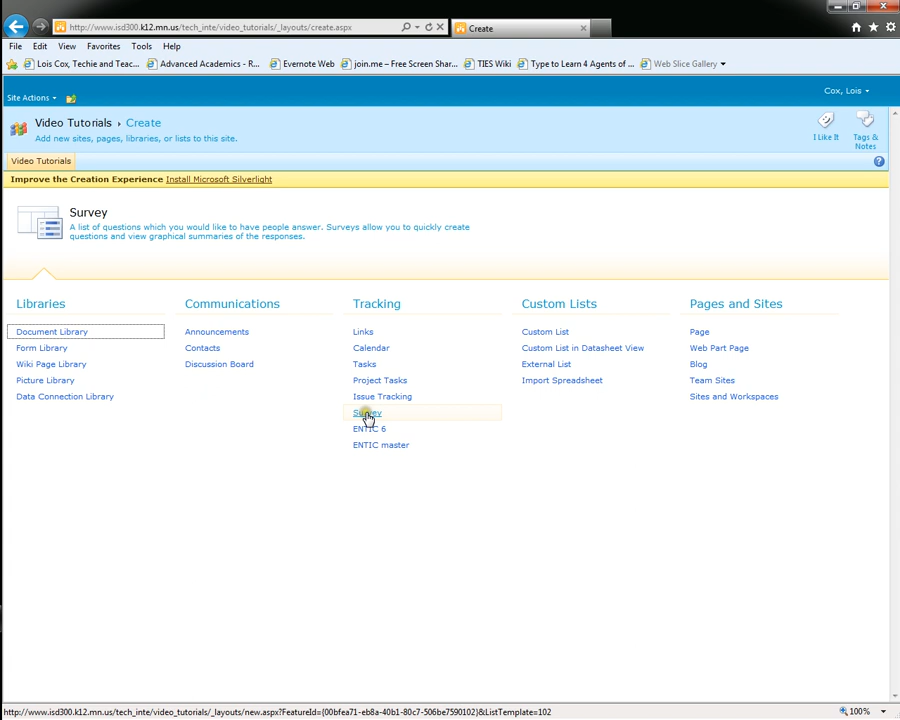 http://www.isd300.k12.mn.us/tech_inte/video_tutorials/_layouts/create.aspx
Create
File Edit View Favorites Tools Help
Lois Cox, Techie and Teac... Advanced Academics - R... Evernote Web join.me – Free Screen Shar... TIES Wiki Type to Learn 4 Agents of ... Web Slice Gallery
Site Actions
Cox, Lois
Video Tutorials › Create
Add new sites, pages, libraries, or lists to this site.
I Like It
Tags & Notes
Video Tutorials
Improve the Creation Experience Install Microsoft Silverlight
Survey
A list of questions which you would like to have people answer. Surveys allow you to quickly create
questions and view graphical summaries of the responses.
Libraries
Document Library
Form Library
Wiki Page Library
Picture Library
Data Connection Library
Communications
Announcements
Contacts
Discussion Board
Tracking
Links
Calendar
Tasks
Project Tasks
Issue Tracking
Survey
ENTIC 6
ENTIC master
Custom Lists
Custom List
Custom List in Datasheet View
External List
Import Spreadsheet
Pages and Sites
Page
Web Part Page
Blog
Team Sites
Sites and Workspaces
http://www.isd300.k12.mn.us/tech_inte/video_tutorials/_layouts/new.aspx?FeatureId={00bfea71-eb8a-40b1-80c7-506be7590102}&ListTemplate=102
100%